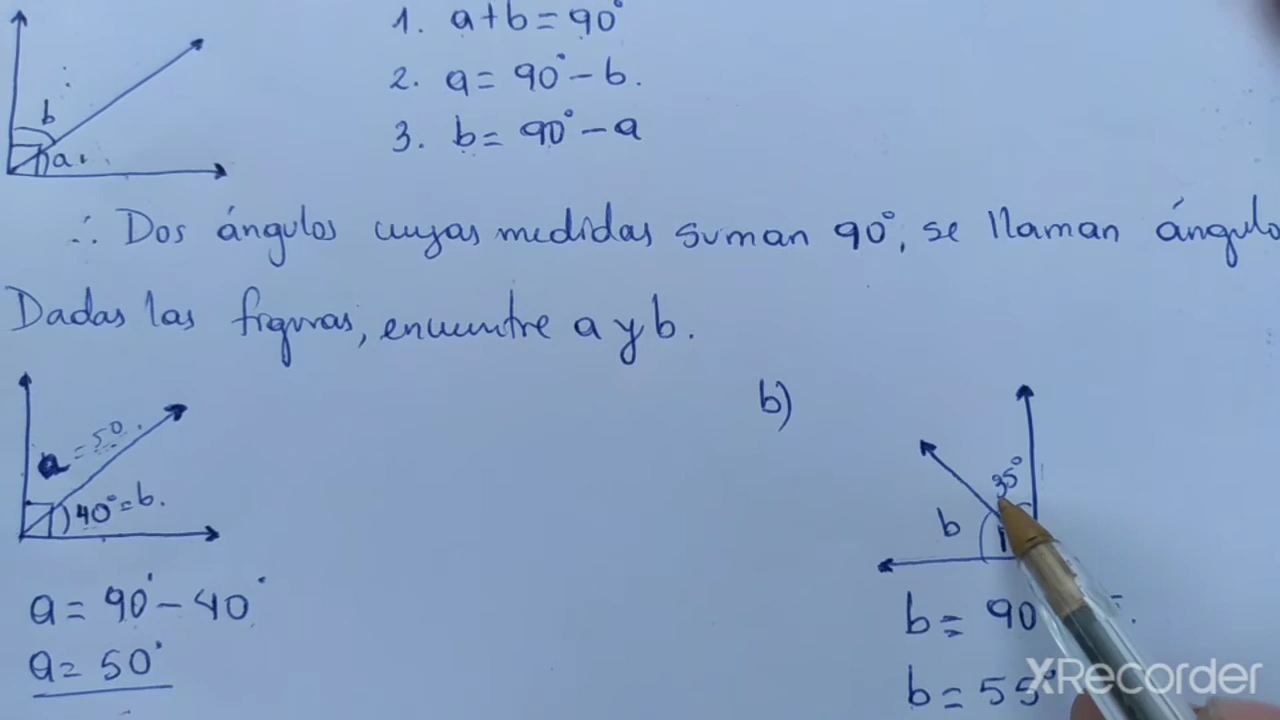 1. a+b=90°
2. a=90°-b.
3. b=90°-a
b
a
∴ Dos ángulos cuyas medidas suman 90°, se llaman ángulo
Dadas las figuras, encuentre a y b.
a = 50.
40°=b.
a=90°-40°
a=50°
b)
35°
b
b=90
b=55°
XRecorder